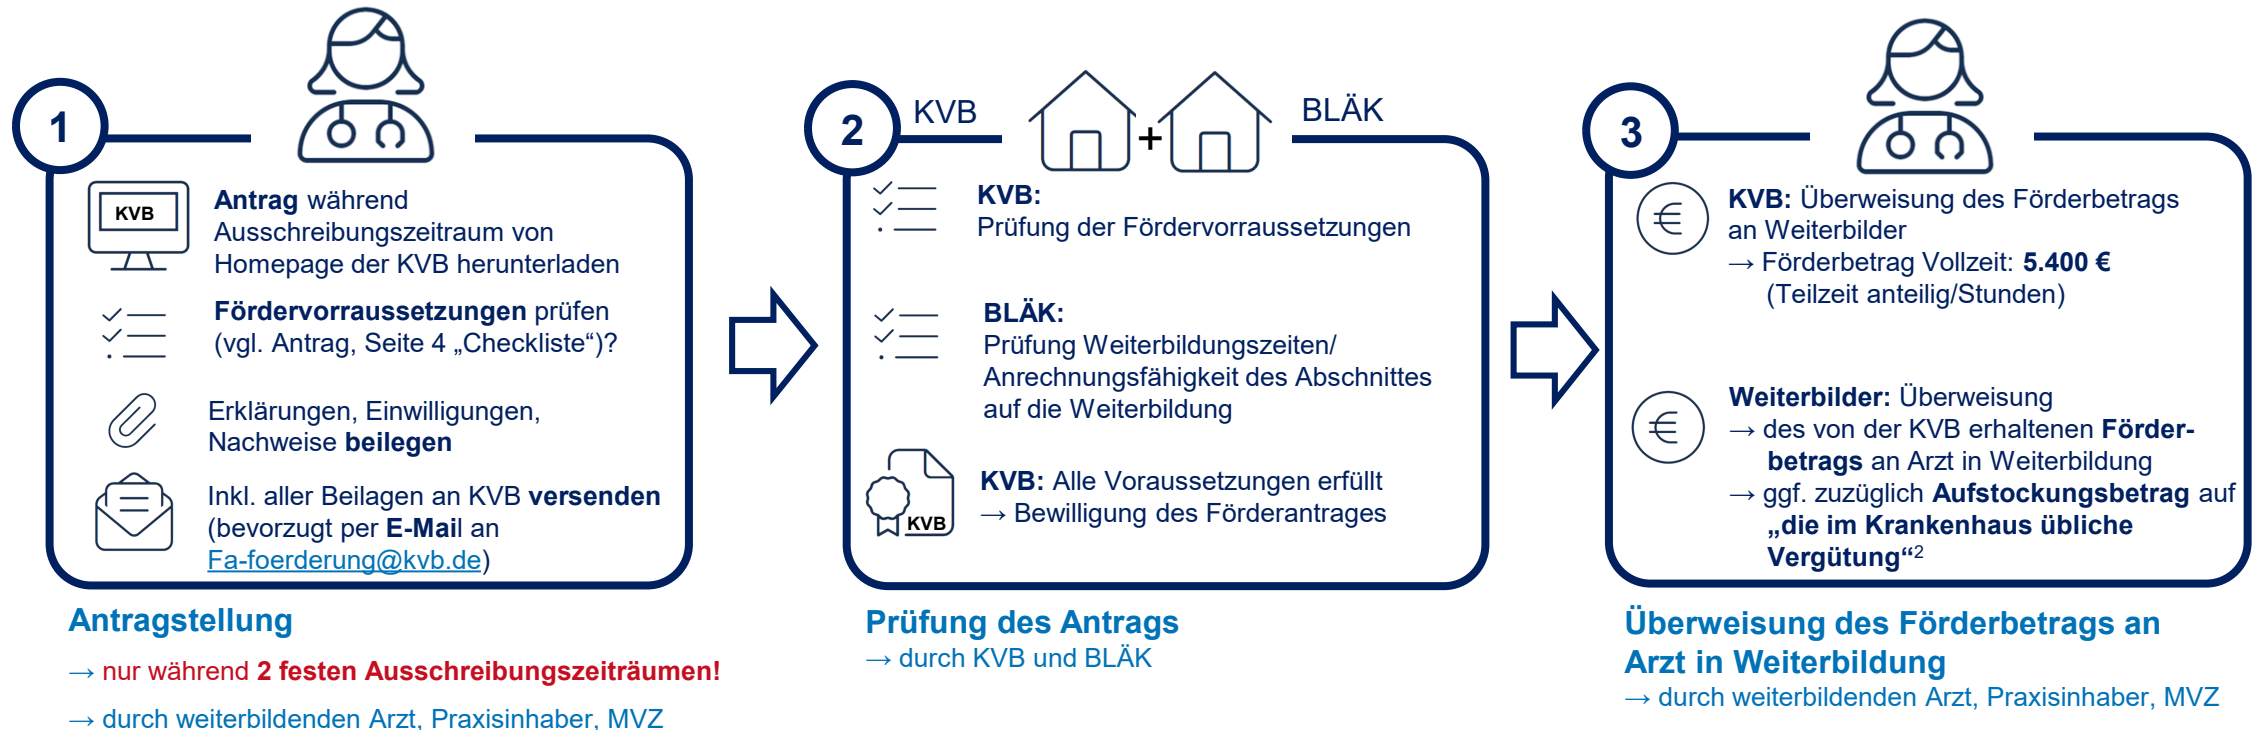 1
KVB
Antrag während
Ausschreibungszeitraum von
Homepage der KVB herunterladen
Fördervorraussetzungen prüfen
(vgl. Antrag, Seite 4 „Checkliste“)?
Erklärungen, Einwilligungen,
Nachweise beilegen
Inkl. aller Beilagen an KVB versenden
(bevorzugt per E-Mail an
Fa-foerderung@kvb.de)
Antragstellung
→ nur während 2 festen Ausschreibungszeiträumen!
→ durch weiterbildenden Arzt, Praxisinhaber, MVZ
2
KVB
+
BLÄK
KVB:
Prüfung der Fördervorraussetzungen
BLÄK:
Prüfung Weiterbildungszeiten/
Anrechnungsfähigkeit des Abschnittes
auf die Weiterbildung
KVB
KVB: Alle Voraussetzungen erfüllt
→ Bewilligung des Förderantrages
Prüfung des Antrags
→ durch KVB und BLÄK
3
KVB: Überweisung des Förderbetrags
an Weiterbilder
→ Förderbetrag Vollzeit: 5.400 €
(Teilzeit anteilig/Stunden)
Weiterbilder: Überweisung
→ des von der KVB erhaltenen Förder-
betrags an Arzt in Weiterbildung
→ ggf. zuzüglich Aufstockungsbetrag auf
„die im Krankenhaus übliche
Vergütung“2
Überweisung des Förderbetrags an
Arzt in Weiterbildung
→ durch weiterbildenden Arzt, Praxisinhaber, MVZ